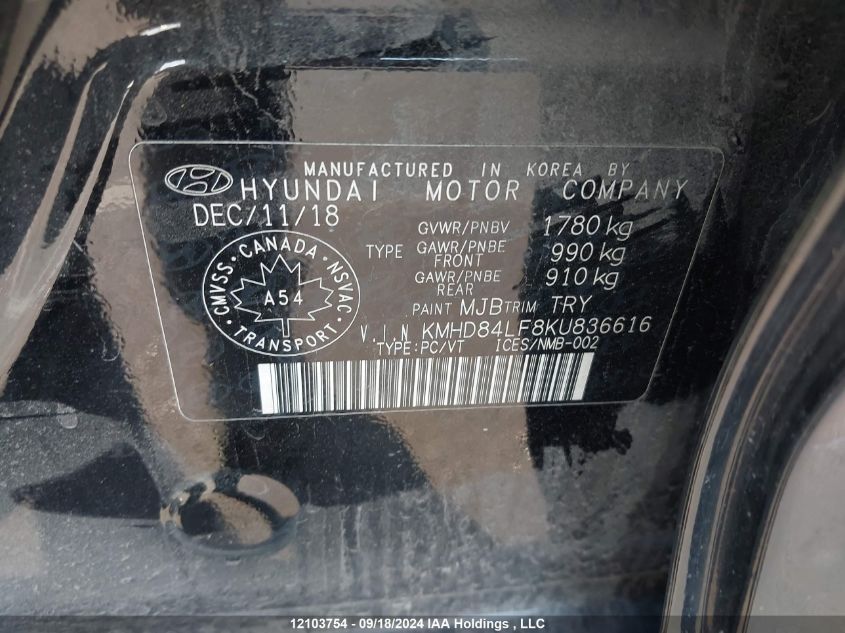 MANUFACTURED IN KOREA BY
HYUNDAI MOTOR COMPANY
DEC/11/18
GVWR/PNBV 1780 kg
TYPE GAWR/PNBE FRONT 990 kg
GAWR/PNBE REAR 910 kg
PAINT MJB TRIM TRY
CMVSS · CANADA · NSVAC
A54
TRANSPORT
V.I.N KMHD84LF8KU836616
TYPE:PC/VT ICES/NMB-002
12103754 - 09/18/2024 IAA Holdings , LLC